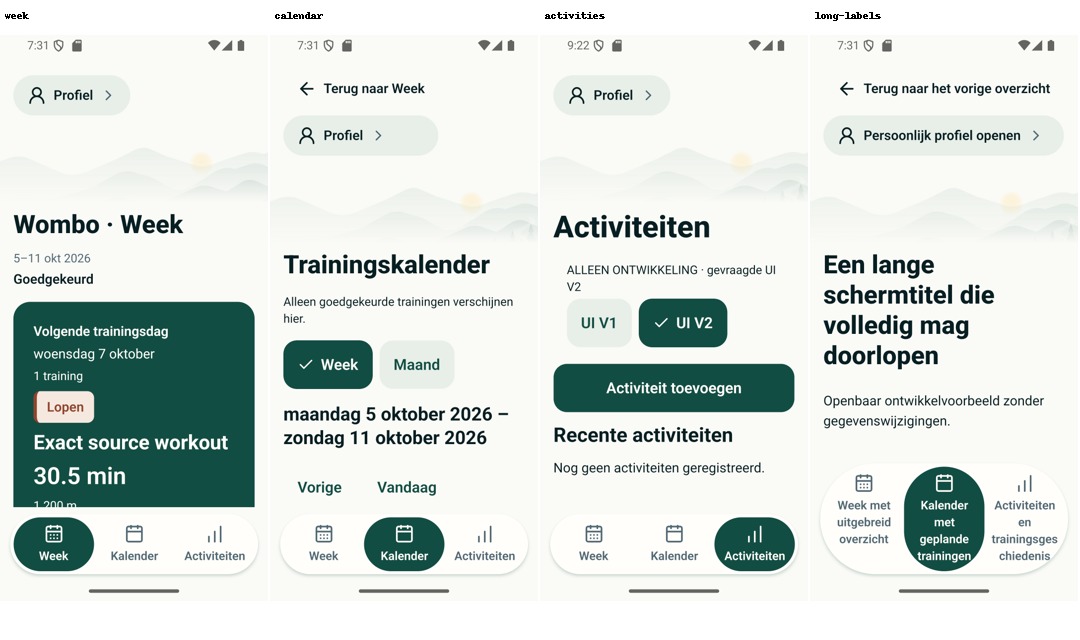 week
7:31
Profiel
Wombo · Week
5–11 okt 2026
Goedgekeurd
Volgende trainingsdag
woensdag 7 oktober
1 training
Lopen
Exact source workout
30.5 min
1.200 m
Week
Kalender
Activiteiten
calendar
7:31
Terug naar Week
Profiel
Trainingskalender
Alleen goedgekeurde trainingen verschijnen
hier.
Week
Maand
maandag 5 oktober 2026 –
zondag 11 oktober 2026
Vorige
Vandaag
Week
Kalender
Activiteiten
activities
9:22
Profiel
Activiteiten
ALLEEN ONTWIKKELING · gevraagde UI
V2
UI V1
UI V2
Activiteit toevoegen
Recente activiteiten
Nog geen activiteiten geregistreerd.
Week
Kalender
Activiteiten
long-labels
7:31
Terug naar het vorige overzicht
Persoonlijk profiel openen
Een lange
schermtitel die
volledig mag
doorlopen
Openbaar ontwikkelvoorbeeld zonder
gegevenswijzigingen.
Week met
uitgebreid
overzicht
Kalender
met
geplande
trainingen
Activiteiten
en
trainingsges
chiedenis